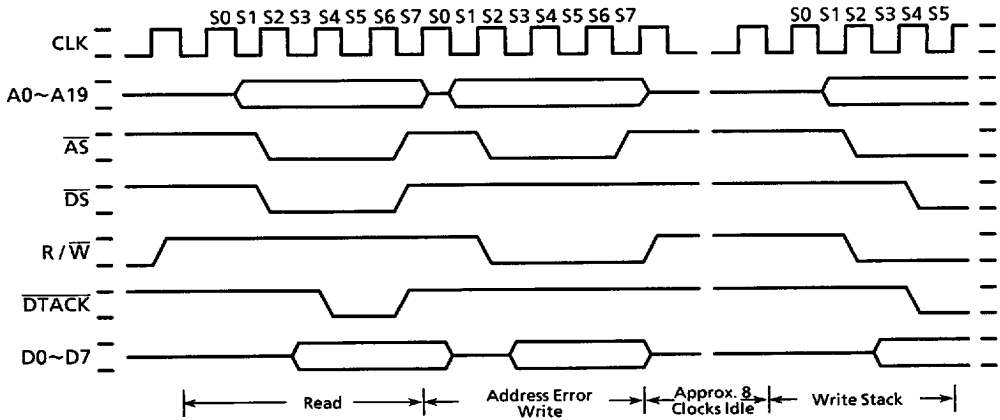 S0 S1 S2 S3 S4 S5 S6 S7 S0 S1 S2 S3 S4 S5 S6 S7 S0 S1 S2 S3 S4 S5
CLK
A0~A19
AS
DS
R/W
DTACK
D0~D7
Read
Address Error
Write
Approx. 8
Clocks Idle
Write Stack